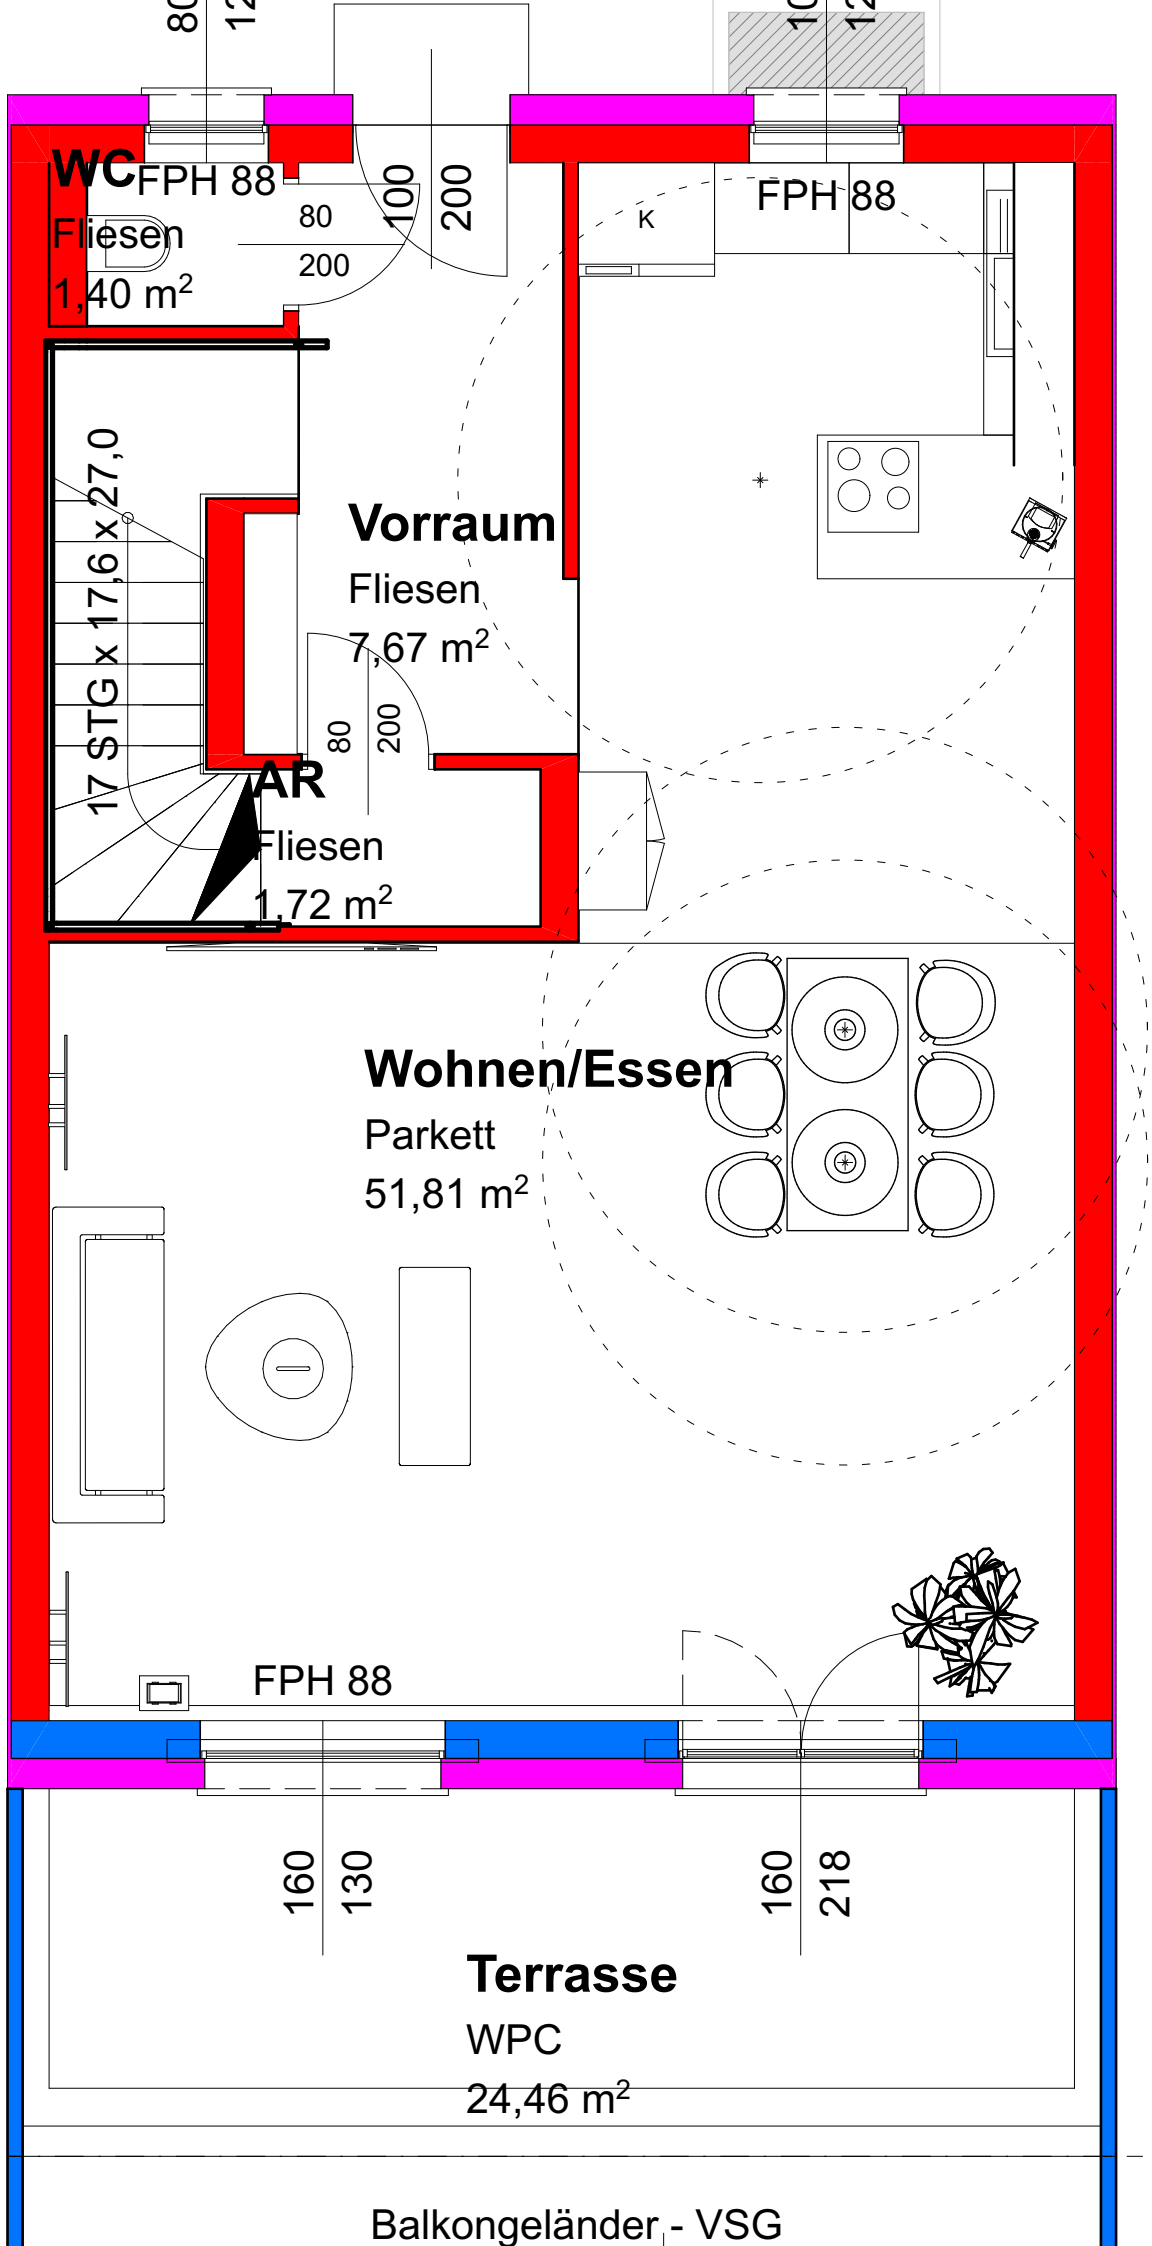 WC
FPH 88
Fliesen
1,40 m²
80
200
100
200
K
FPH 88
17 STG x 17,6 x 27,0
Vorraum
Fliesen
7,67 m²
80
200
AR
Fliesen
1,72 m²
Wohnen/Essen
Parkett
51,81 m²
FPH 88
160
130
160
218
Terrasse
WPC
24,46 m²
Balkongeländer - VSG